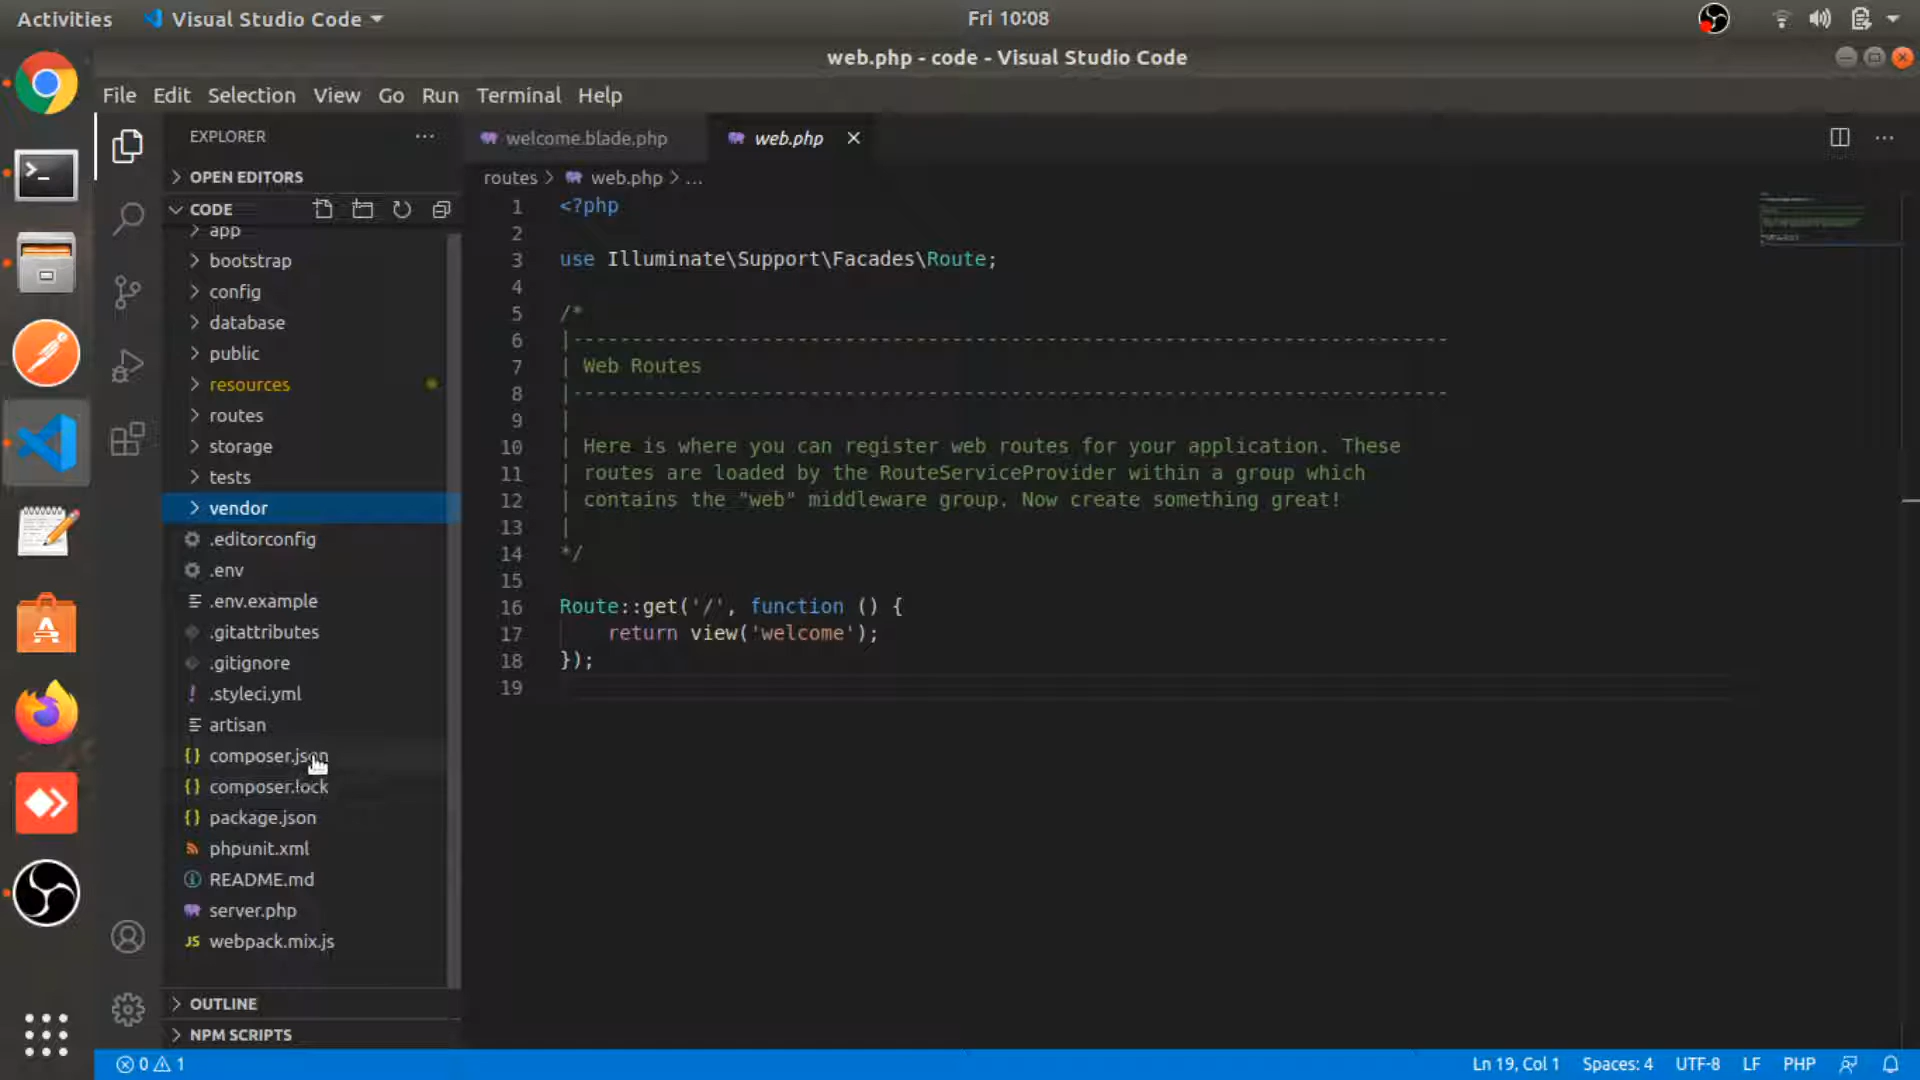 Activities
Visual Studio Code
Fri 10:08
web.php - code - Visual Studio Code
File Edit Selection View Go Run Terminal Help
EXPLORER
OPEN EDITORS
CODE
app
bootstrap
config
database
public
resources
routes
storage
tests
vendor
.editorconfig
.env
.env.example
.gitattributes
.gitignore
.styleci.yml
artisan
composer.json
composer.lock
package.json
phpunit.xml
README.md
server.php
JS webpack.mix.js
OUTLINE
NPM SCRIPTS
welcome.blade.php
web.php
routes > web.php > ...
1 <?php
2
3 use Illuminate\Support\Facades\Route;
4
5 /*
6 |--------------------------------------------------------------------------
7 | Web Routes
8 |--------------------------------------------------------------------------
9 |
10 | Here is where you can register web routes for your application. These
11 | routes are loaded by the RouteServiceProvider within a group which
12 | contains the "web" middleware group. Now create something great!
13 |
14 */
15
16 Route::get('/', function () {
17 return view('welcome');
18 });
19
0 1
Ln 19, Col 1 Spaces: 4 UTF-8 LF PHP